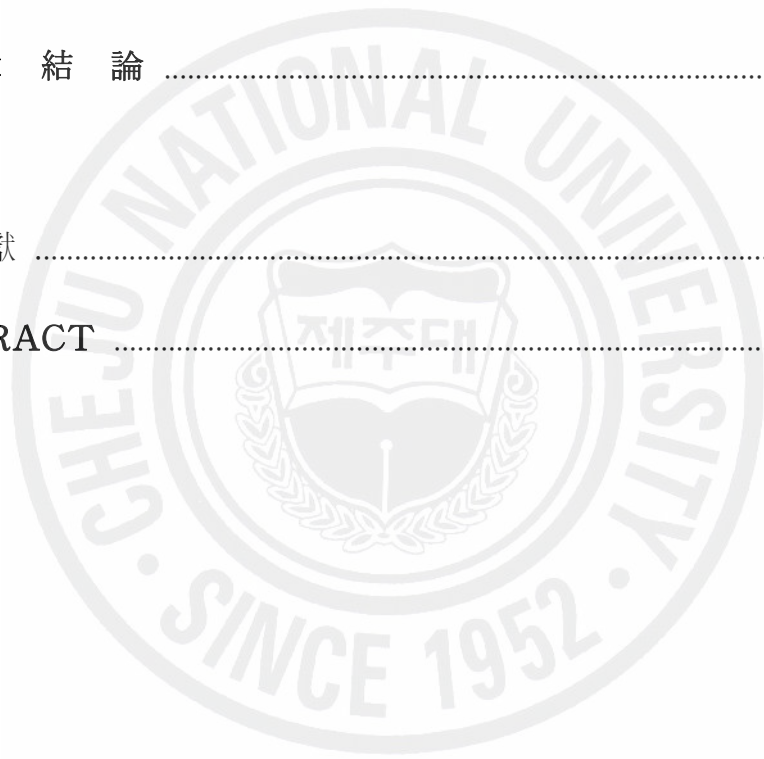 結 論
RACT
CHEJU NATIONAL UNIVERSITY
제주대
SINCE 1952